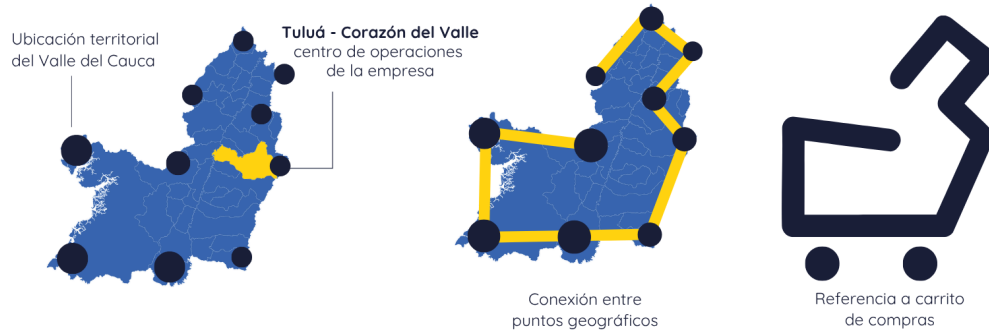 Ubicación territorial
del Valle del Cauca
Tuluá - Corazón del Valle
centro de operaciones
de la empresa
Conexión entre
puntos geográficos
Referencia a carrito
de compras